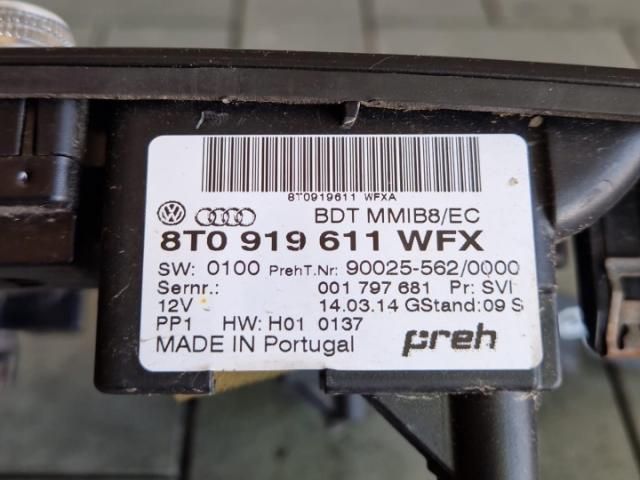 8T0919611 WFXA
BDT MMIB8/EC
8T0 919 611 WFX
SW: 0100 PrehT.Nr: 90025-562/0000
Sernr.: 001 797 681 Pr: SVI
12V 14.03.14 GStand:09 S
PP1 HW: H01 0137
MADE IN Portugal preh